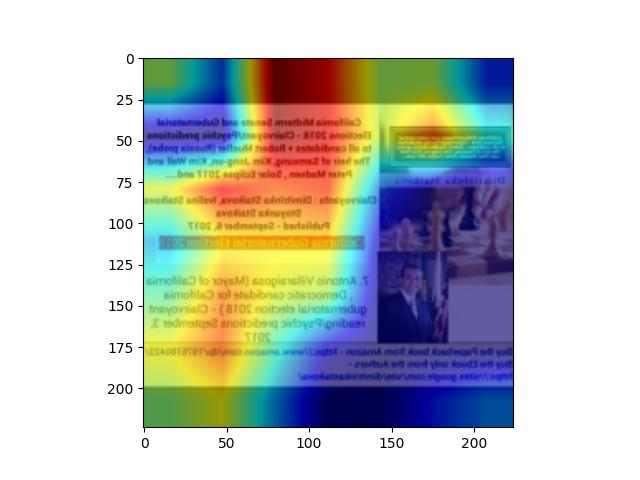 0
25
50
75
100
125
150
175
200
0
50
100
150
200
California Midterm Senate and Gubernatorial
Elections 2018 - Clairvoyant/Psychic predictions
to all candidates + Robert Mueller (Russia probe),
The heir of Samsung, Kim Jong-un, Kim Wall and
Peter Madsen , Solar Eclipse 2017 and....
Clairvoyants : Dimitrinka Staikova, Ivelina Staikova
Stoyanka Staikova
Published - September 6, 2017
California Gubernatorial Election 2018
7. Antonio Villaraigosa (Mayor of California
, Democratic candidate for California
gubernatorial election 2018 ) - Clairvoyant
reading/Psychic predictions September 3,
2017
Dimitrinka Staikova
Buy the Paperback book from Amazon - https://www.amazon.com/dp/1976180422/
Buy the Ebook only from the Authors -
https://sites.google.com/site/dimitrinkastaikova/